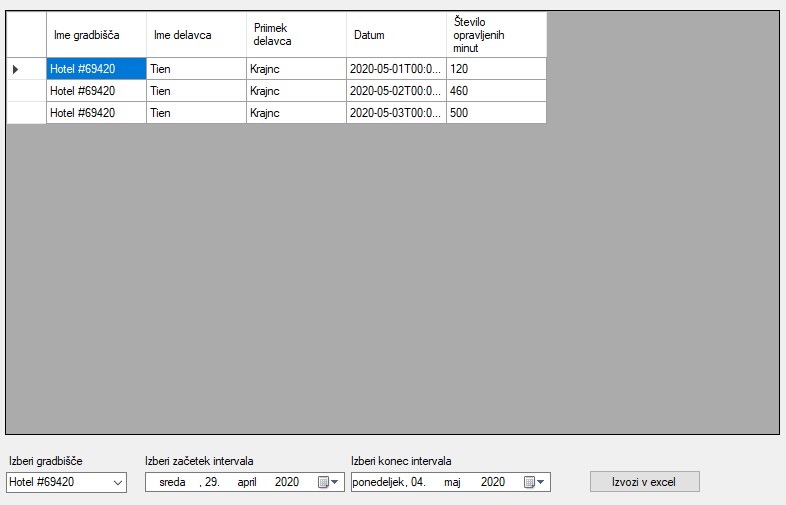 Ime gradbišča Ime delavca Priimek delavca Datum Število opravljenih minut
Hotel #69420 Tien Krajnc 2020-05-01T00:0... 120
Hotel #69420 Tien Krajnc 2020-05-02T00:0... 460
Hotel #69420 Tien Krajnc 2020-05-03T00:0... 500
Izberi gradbišče Izberi začetek intervala Izberi konec intervala
Hotel #69420 sreda , 29. april 2020 ponedeljek, 04. maj 2020 Izvozi v excel